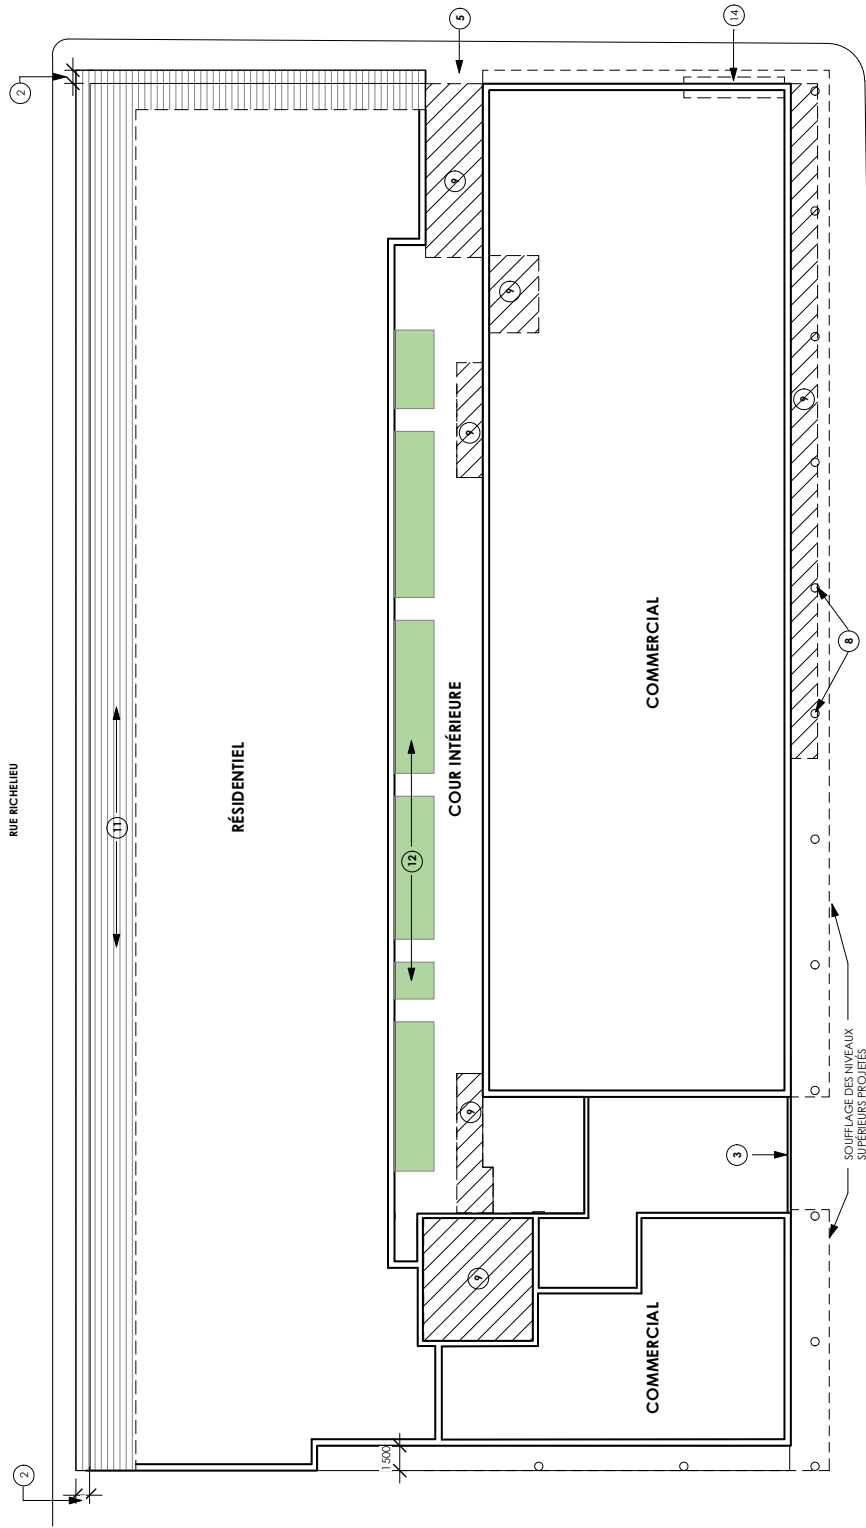 RUE RICHELIEU
2
2
11
RÉSIDENTIEL
1500
12
COUR INTÉRIEURE
5
9
9
9
9
9
9
COMMERCIAL
COMMERCIAL
14
3
8
SOUFFLAGE DES NIVEAUX
SUPÉRIEURS PROJETÉS